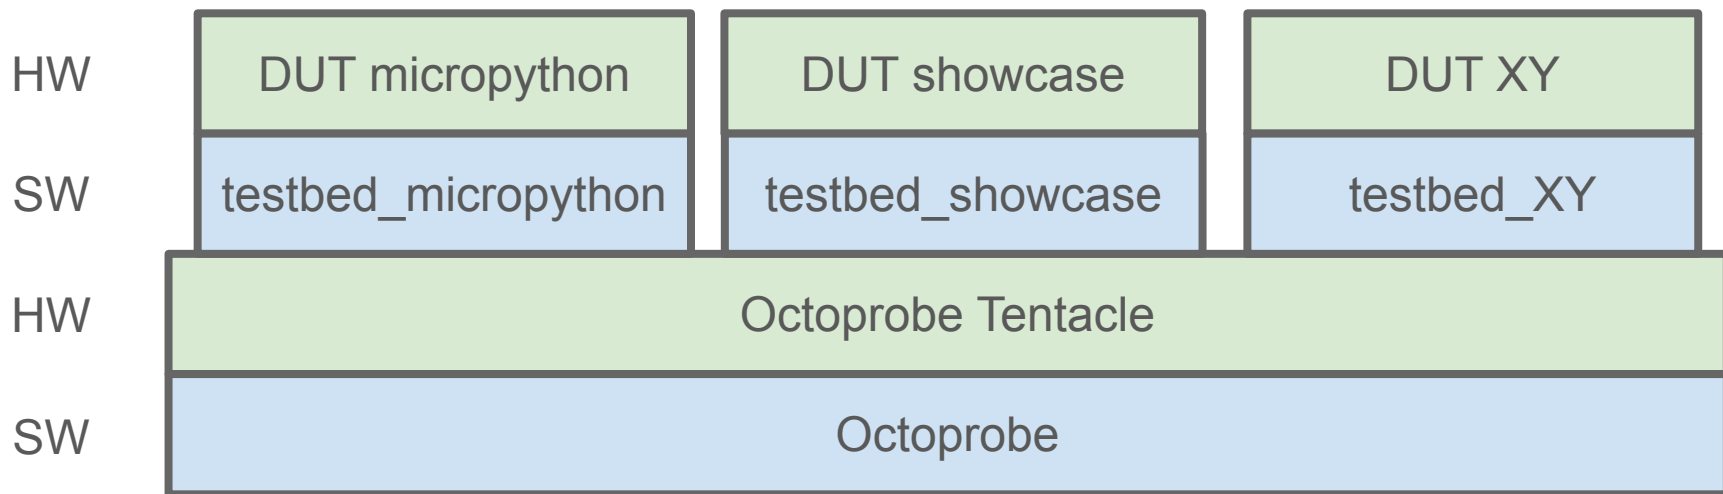 HW DUT micropython DUT showcase DUT XY
SW testbed_micropython testbed_showcase testbed_XY
HW Octoprobe Tentacle
SW Octoprobe